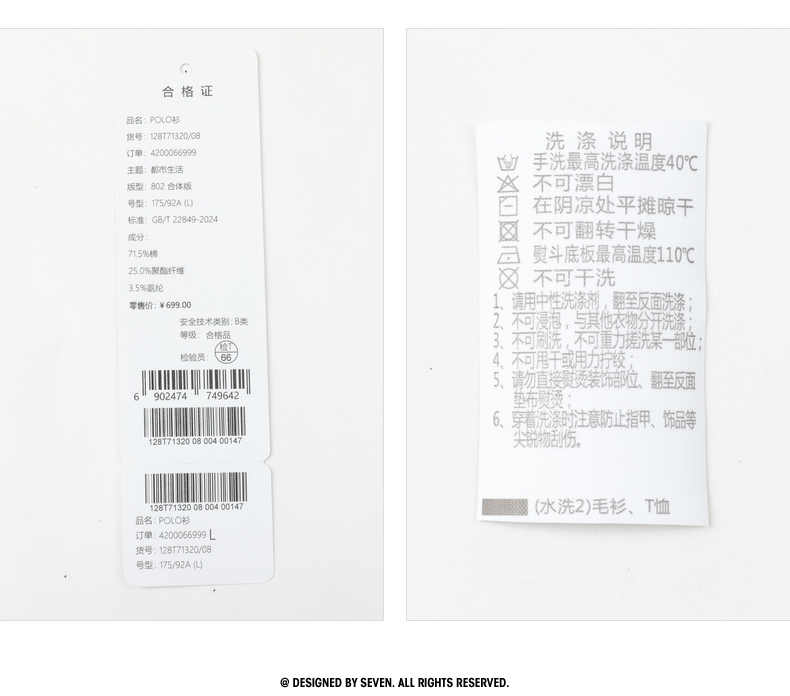 合格证
品名：POLO衫
货号：128T71320/08
订单：4200066999
主题：都市生活
版型：802 合体版
号型：175/92A (L)
标准：GB/T 22849-2024
成分：
71.5%棉
25.0%聚酯纤维
3.5%氨纶
零售价：￥699.00
安全技术类别：B类
等级：合格品
检验员：检T 66
6 902474 749642
128T71320 08 004 00147
128T71320 08 004 00147
品名：POLO衫
订单：4200066999 L
货号：128T71320/08
号型：175/92A (L)
洗涤说明
手洗最高洗涤温度40℃
不可漂白
在阴凉处平摊晾干
不可翻转干燥
熨斗底板最高温度110℃
不可干洗
1、请用中性洗涤剂，翻至反面洗涤；
2、不可浸泡，与其他衣物分开洗涤；
3、不可刷洗，不可重力搓洗某一部位；
4、不可甩干或用力拧绞；
5、请勿直接熨烫装饰部位、翻至反面
垫布熨烫；
6、穿着洗涤时注意防止指甲、饰品等
尖锐物刮伤。
(水洗2)毛衫、T恤
@ DESIGNED BY SEVEN. ALL RIGHTS RESERVED.